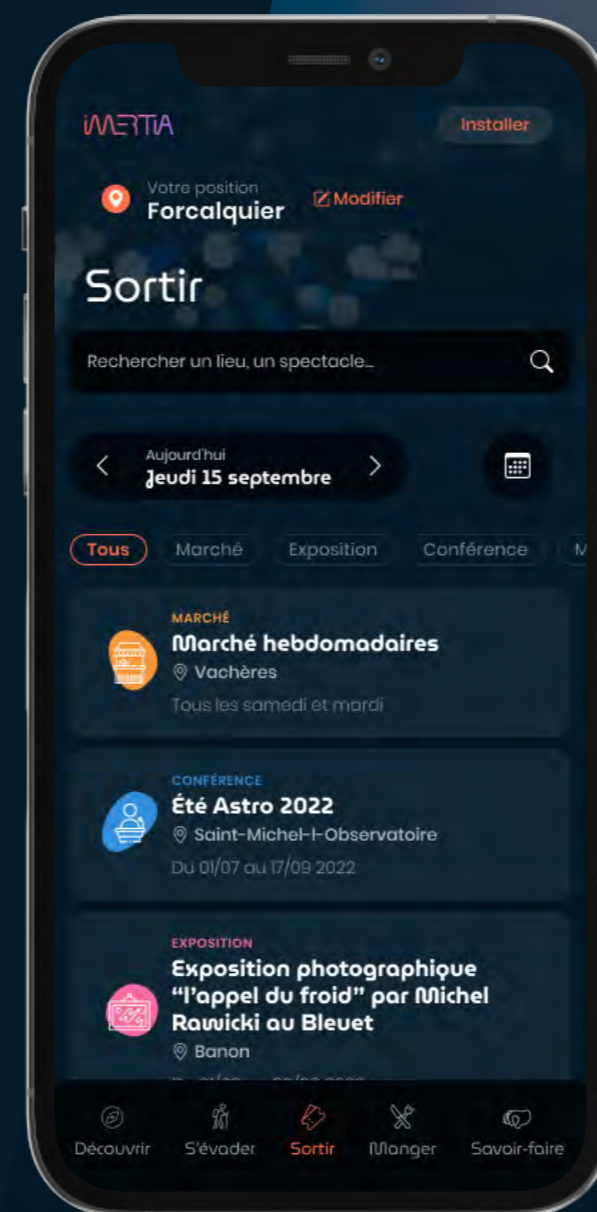 iNERTiA
Installer
Votre position
Forcalquier
Modifier
Sortir
Rechercher un lieu, un spectacle...
Aujourd'hui
Jeudi 15 septembre
Tous Marché Exposition Conférence M
MARCHÉ
Marché hebdomadaires
Vachères
Tous les samedi et mardi
CONFÉRENCE
Été Astro 2022
Saint-Michel-l-Observatoire
Du 01/07 au 17/09 2022
EXPOSITION
Exposition photographique
“l'appel du froid” par Michel
Rawicki au Bleuet
Banon
Découvrir S'évader Sortir Manger Savoir-faire